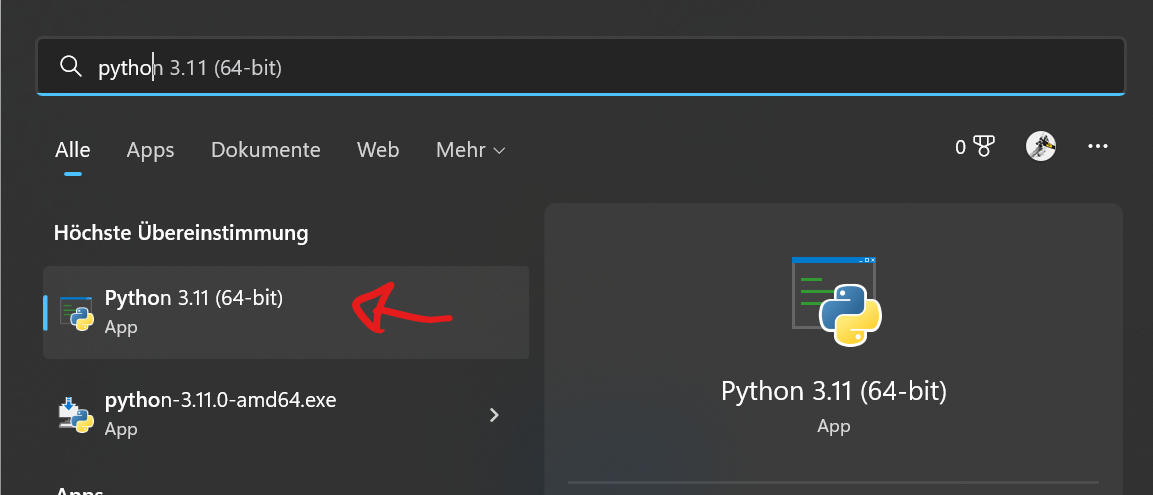 python 3.11 (64-bit)
Alle Apps Dokumente Web Mehr 0
Höchste Übereinstimmung
Python 3.11 (64-bit)
App
python-3.11.0-amd64.exe
App
Apps
Python 3.11 (64-bit)
App